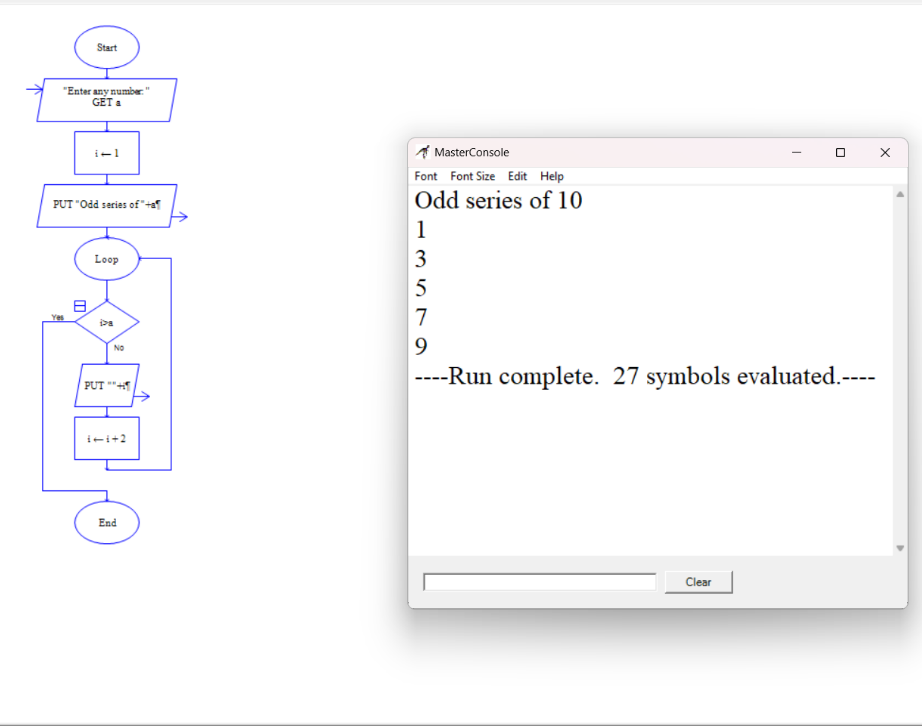 Start
"Enter any number: "
GET a
i ← 1
PUT "Odd series of "+a¶
Loop
Yes
i>a
No
PUT ""+i¶
i ← i + 2
End
MasterConsole
Font Font Size Edit Help
Odd series of 10
1
3
5
7
9
----Run complete.  27 symbols evaluated.----
Clear